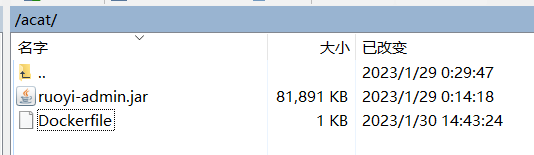 /acat/
名字 大小 已改变
.. 2023/1/29 0:29:47
ruoyi-admin.jar 81,891 KB 2023/1/29 0:14:18
Dockerfile 1 KB 2023/1/30 14:43:24